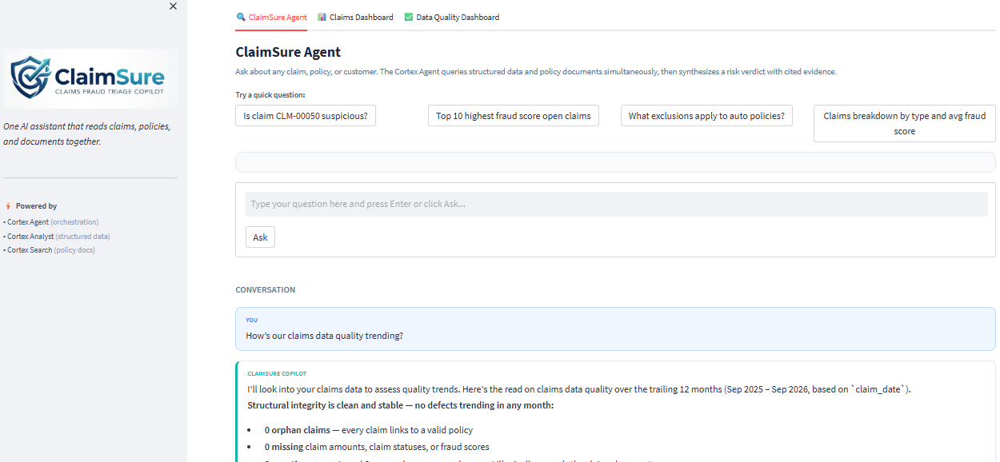 🔍 ClaimSure Agent
📊 Claims Dashboard
✅ Data Quality Dashboard
ClaimSure
CLAIMS FRAUD TRIAGE COPILOT
One AI assistant that reads claims, policies,
and documents together.
⚡ Powered by
• Cortex Agent (orchestration)
• Cortex Analyst (structured data)
• Cortex Search (policy docs)
ClaimSure Agent
Ask about any claim, policy, or customer. The Cortex Agent queries structured data and policy documents simultaneously, then synthesizes a risk verdict with cited evidence.
Try a quick question:
Is claim CLM-00050 suspicious?
Top 10 highest fraud score open claims
What exclusions apply to auto policies?
Claims breakdown by type and avg fraud
score
Type your question here and press Enter or click Ask...
Ask
CONVERSATION
YOU
How's our claims data quality trending?
CLAIMSURE COPILOT
I'll look into your claims data to assess quality trends. Here's the read on claims data quality over the trailing 12 months (Sep 2025 – Sep 2026, based on `claim_date`).
Structural integrity is clean and stable — no defects trending in any month:
• 0 orphan claims — every claim links to a valid policy
• 0 missing claim amounts, claim statuses, or fraud scores